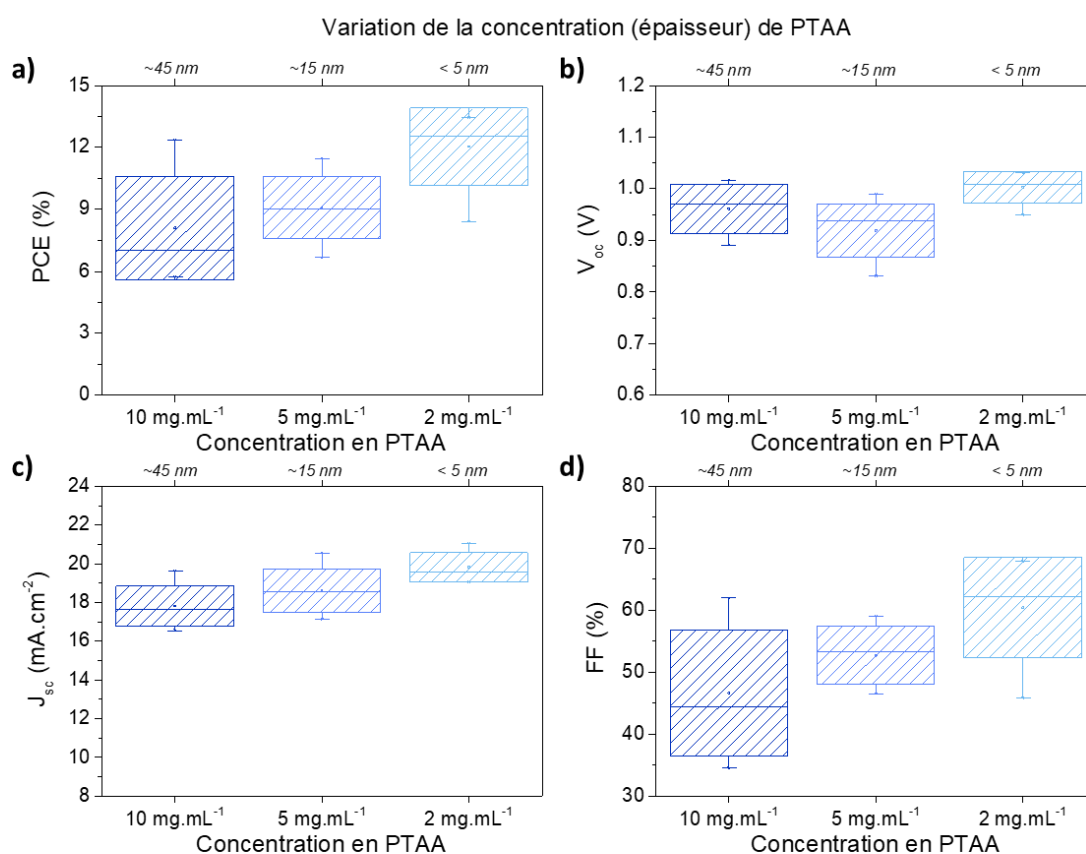 Variation de la concentration (épaisseur) de PTAA
a)
~45 nm
~15 nm
< 5 nm
15
12
9
6
3
0
PCE (%)
10 mg.mL⁻¹
5 mg.mL⁻¹
2 mg.mL⁻¹
Concentration en PTAA
b)
~45 nm
~15 nm
< 5 nm
1.2
1.1
1.0
0.9
0.8
0.7
0.6
Voc (V)
10 mg.mL⁻¹
5 mg.mL⁻¹
2 mg.mL⁻¹
Concentration en PTAA
c)
~45 nm
~15 nm
< 5 nm
24
22
20
18
16
14
12
10
8
Jsc (mA.cm⁻²)
10 mg.mL⁻¹
5 mg.mL⁻¹
2 mg.mL⁻¹
Concentration en PTAA
d)
~45 nm
~15 nm
< 5 nm
80
70
60
50
40
30
FF (%)
10 mg.mL⁻¹
5 mg.mL⁻¹
2 mg.mL⁻¹
Concentration en PTAA